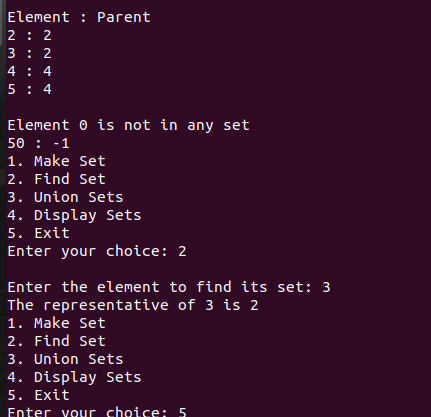 Element : Parent
2 : 2
3 : 2
4 : 4
5 : 4
Element 0 is not in any set
50 : -1
1. Make Set
2. Find Set
3. Union Sets
4. Display Sets
5. Exit
Enter your choice: 2
Enter the element to find its set: 3
The representative of 3 is 2
1. Make Set
2. Find Set
3. Union Sets
4. Display Sets
5. Exit
Enter your choice: 5